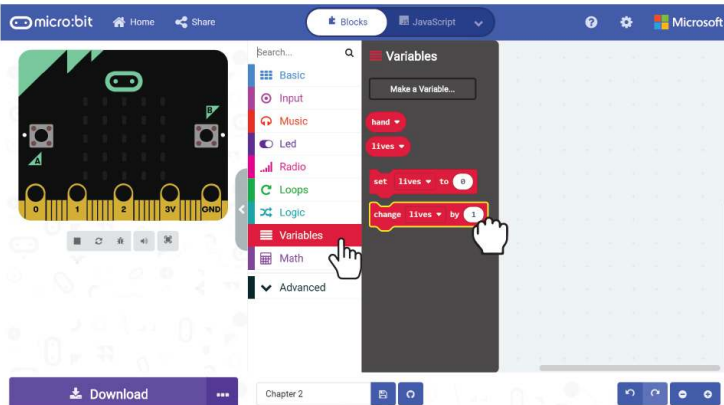 micro:bit Home Share Blocks JavaScript Microsoft
Search...
Basic
Input
Music
Led
Radio
Loops
Logic
Variables
Math
Advanced
Variables
Make a Variable...
hand
lives
set lives to 0
change lives by 1
B
A
0 1 2 3V GND
Download
Chapter 2